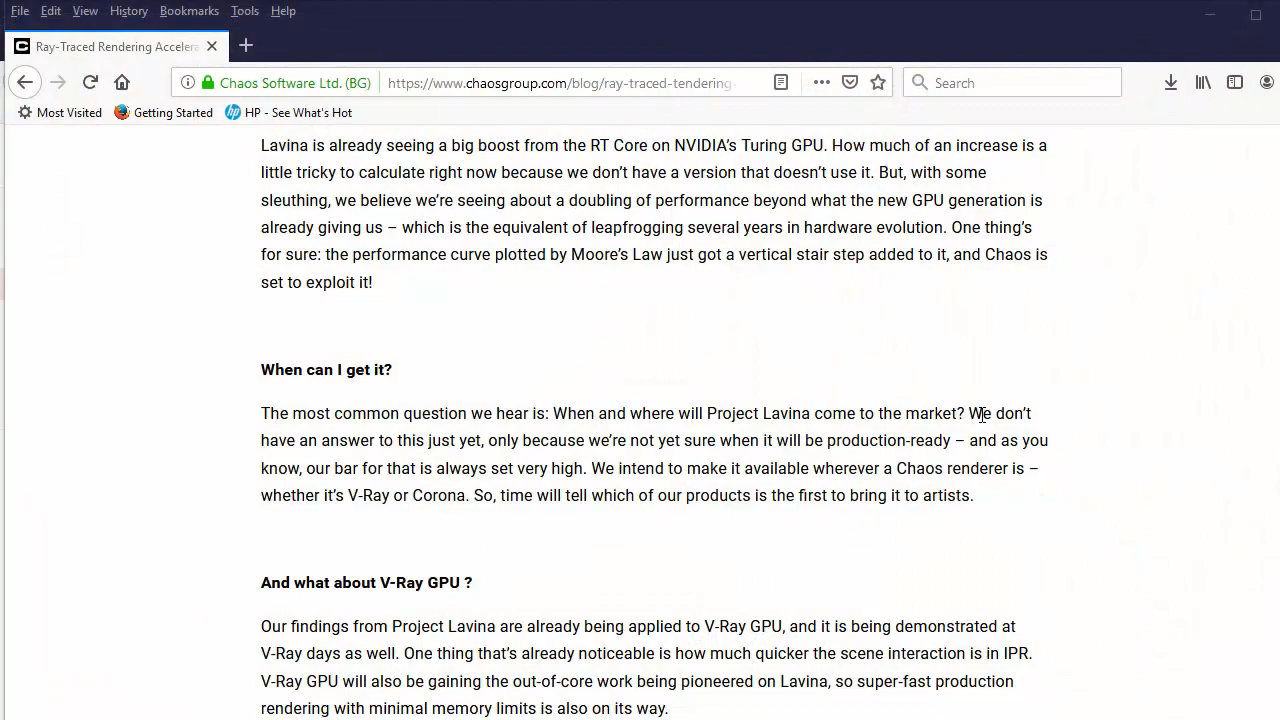 File Edit View History Bookmarks Tools Help
Ray-Traced Rendering Accelera
Chaos Software Ltd. (BG) https://www.chaosgroup.com/blog/ray-traced-tendering- Search
Most Visited Getting Started HP - See What's Hot
Lavina is already seeing a big boost from the RT Core on NVIDIA’s Turing GPU. How much of an increase is a
little tricky to calculate right now because we don’t have a version that doesn’t use it. But, with some
sleuthing, we believe we’re seeing about a doubling of performance beyond what the new GPU generation is
already giving us – which is the equivalent of leapfrogging several years in hardware evolution. One thing’s
for sure: the performance curve plotted by Moore’s Law just got a vertical stair step added to it, and Chaos is
set to exploit it!
When can I get it?
The most common question we hear is: When and where will Project Lavina come to the market? We don’t
have an answer to this just yet, only because we’re not yet sure when it will be production-ready – and as you
know, our bar for that is always set very high. We intend to make it available wherever a Chaos renderer is –
whether it’s V-Ray or Corona. So, time will tell which of our products is the first to bring it to artists.
And what about V-Ray GPU ?
Our findings from Project Lavina are already being applied to V-Ray GPU, and it is being demonstrated at
V-Ray days as well. One thing that’s already noticeable is how much quicker the scene interaction is in IPR.
V-Ray GPU will also be gaining the out-of-core work being pioneered on Lavina, so super-fast production
rendering with minimal memory limits is also on its way.